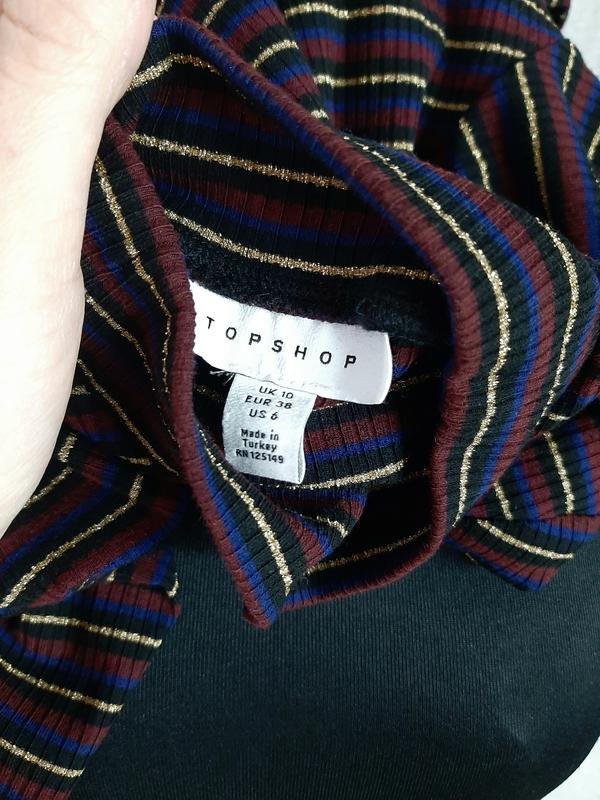 TOPSHOP
UK 10
EUR 38
US 6
Made in
Turkey
RN 125149